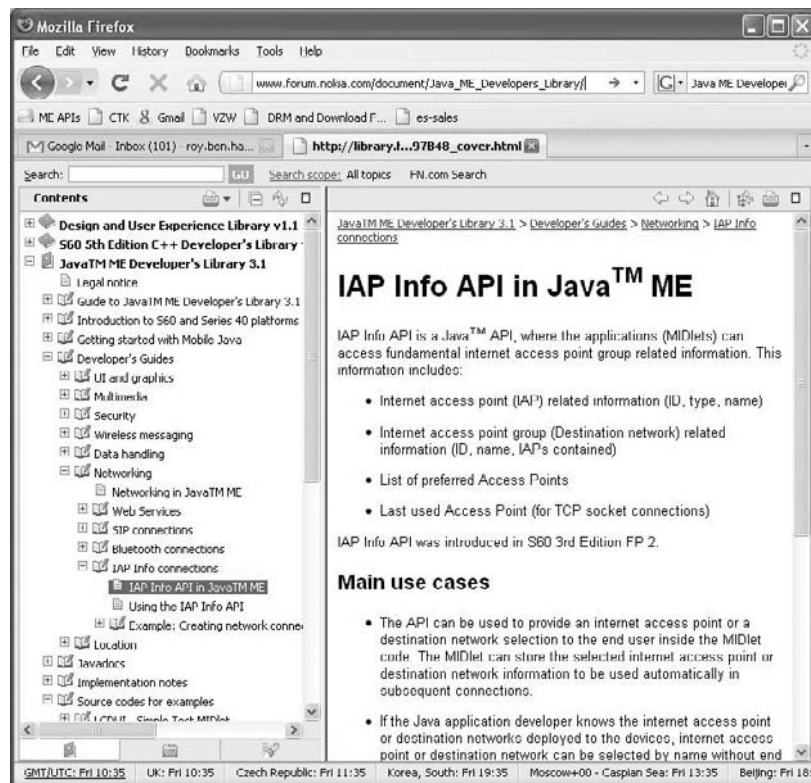 Mozilla Firefox
File Edit View History Bookmarks Tools Help
www.forum.nokia.com/document/Java_ME_Developers_Library/
G Java ME Developer
ME APIs CTK Gmail VZW DRM and Download F... es-sales
Google Mail - Inbox (101) - roy.ben.ha...
http://library.f...97B48_cover.html
Search: GO Search scope: All topics FN.com Search
Contents
Design and User Experience Library v1.1
S60 5th Edition C++ Developer's Library
JavaTM ME Developer's Library 3.1
Legal notice
Guide to JavaTM ME Developer's Library 3.1
Introduction to S60 and Series 40 platforms
Getting started with Mobile Java
Developer's Guides
UI and graphics
Multimedia
Security
Wireless messaging
Data handling
Networking
Networking in JavaTM ME
Web Services
SIP connections
Bluetooth connections
IAP Info connections
IAP Info API in JavaTM ME
Using the IAP Info API
Example: Creating network conne
Location
Javadocs
Implementation notes
Source codes for examples
LCDUI - Simple Test MIDlet
JavaTM ME Developer's Library 3.1 > Developer's Guides > Networking > IAP Info
connections
IAP Info API in Java™ ME
IAP Info API is a Java™ API, where the applications (MIDlets) can
access fundamental internet access point group related information. This
information includes:
• Internet access point (IAP) related information (ID, type, name)
• Internet access point group (Destination network) related
information (ID, name, IAPs contained)
• List of preferred Access Points
• Last used Access Point (for TCP socket connections)
IAP Info API was introduced in S60 3rd Edition FP 2.
Main use cases
• The API can be used to provide an internet access point or a
destination network selection to the end user inside the MIDlet
code. The MIDlet can store the selected internet access point or
destination network information to be used automatically in
subsequent connections.
• If the Java application developer knows the internet access point
or destination networks deployed to the devices, internet access
point or destination network can be selected by name without end
GMT/UTC: Fri 10:35 UK: Fri 10:35 Czech Republic: Fri 11:35 Korea, South: Fri 19:35 Moscow+00 - Caspian Sea: Fri 13:35 Beijing: Fri 18